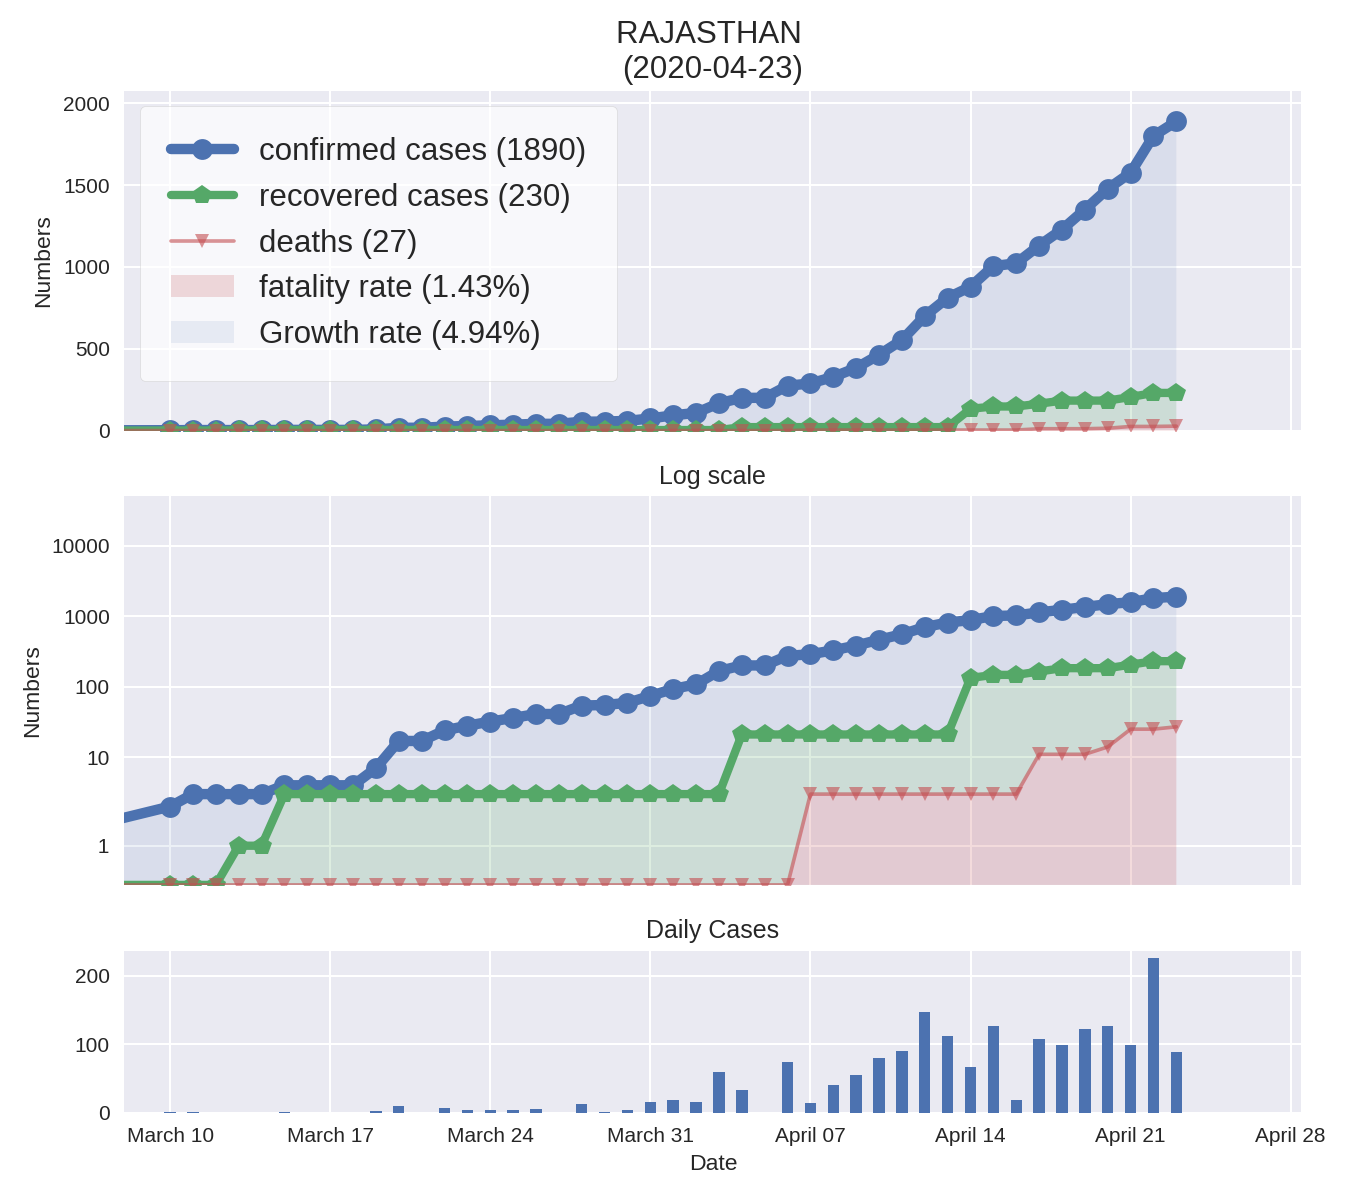 RAJASTHAN
(2020-04-23)
2000
1500
1000
500
0
Numbers
confirmed cases (1890)
recovered cases (230)
deaths (27)
fatality rate (1.43%)
Growth rate (4.94%)
Log scale
10000
1000
100
10
1
Numbers
Daily Cases
200
100
0
March 10 March 17 March 24 March 31 April 07 April 14 April 21 April 28
Date